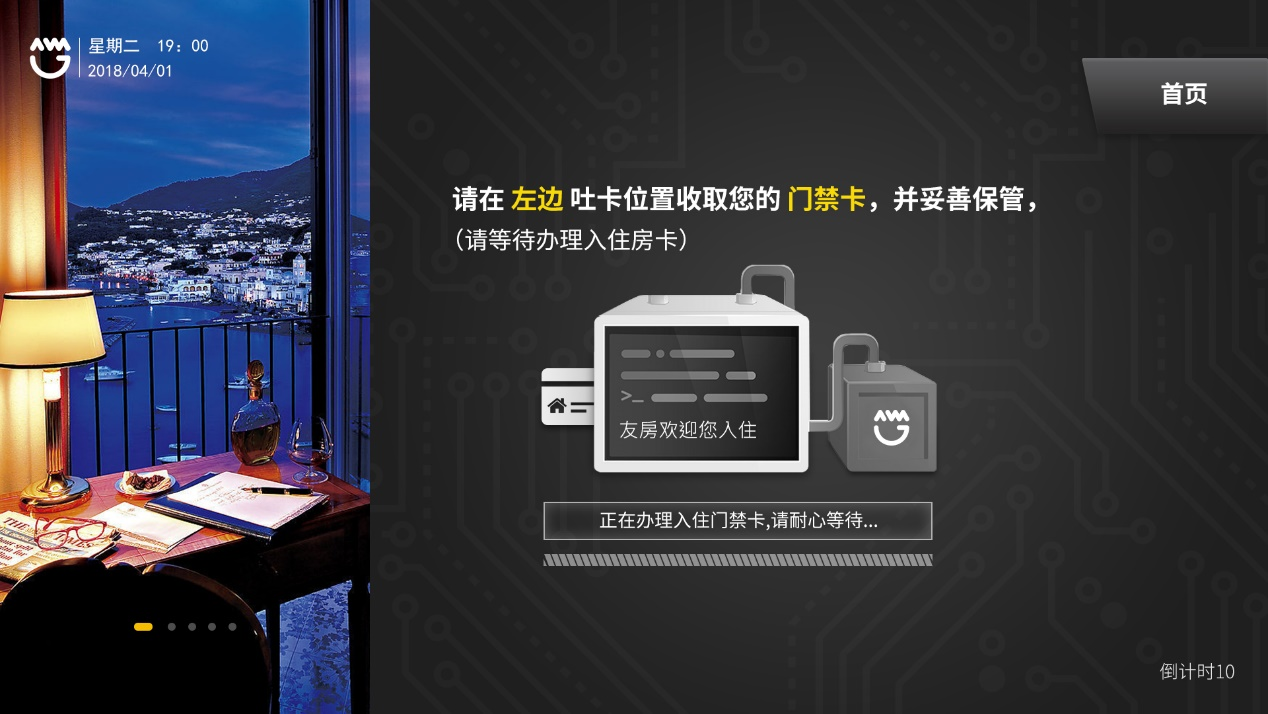 星期二 19：00
2018/04/01
首页
请在 左边 吐卡位置收取您的 门禁卡，并妥善保管，
（请等待办理入住房卡）
>_
友房欢迎您入住
正在办理入住门禁卡,请耐心等待...
倒计时10